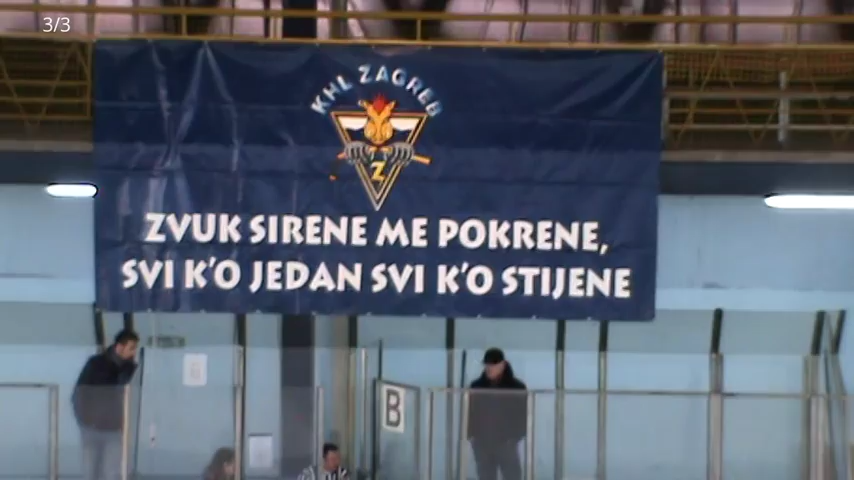 3/3
KHL ZAGREB
Z
ZVUK SIRENE ME POKRENE,
SVI K'O JEDAN SVI K'O STIJENE
B